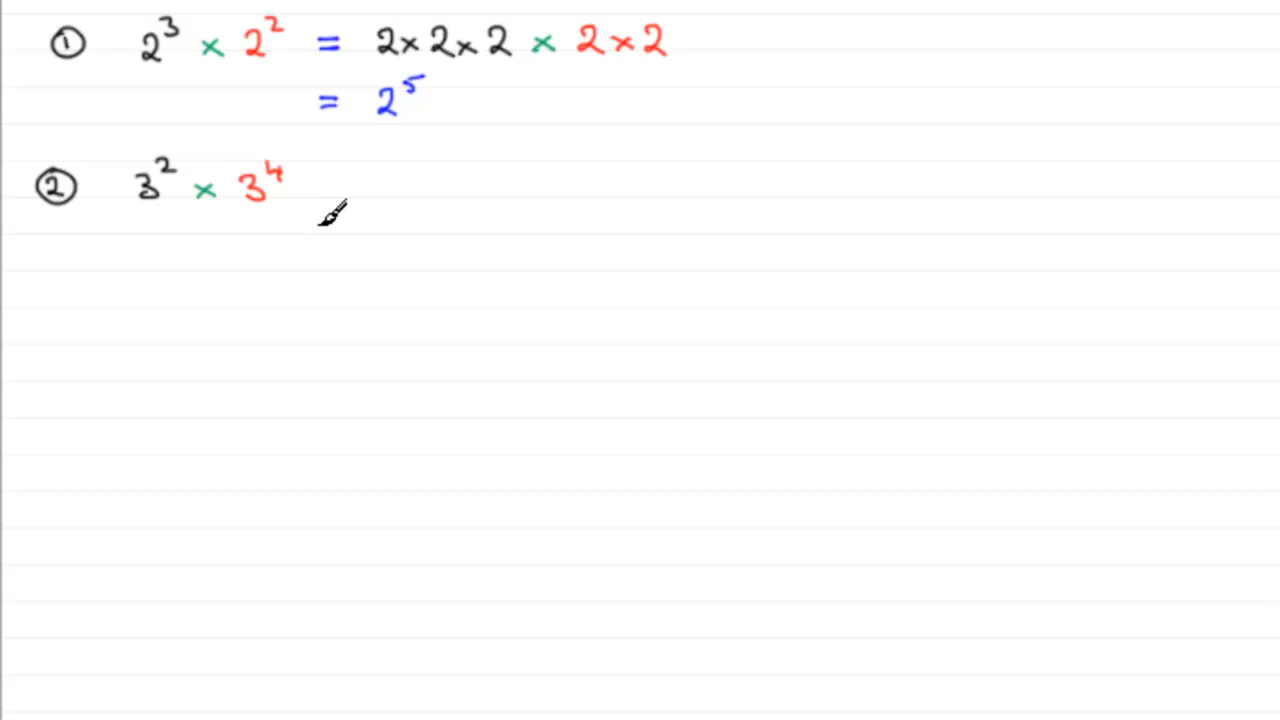 ① 2³ × 2² = 2×2×2 × 2×2
= 2⁵
② 3² × 3⁴